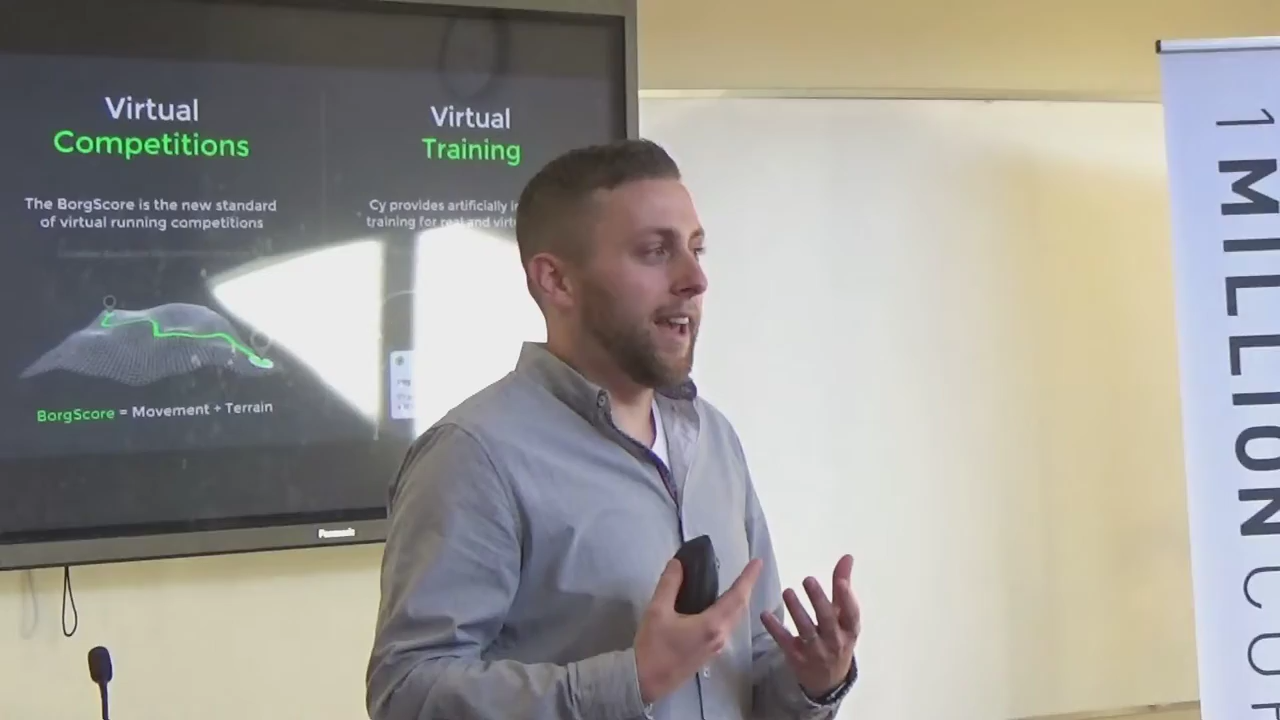 Virtual
Competitions
The BorgScore is the new standard
of virtual running competitions
BorgScore = Movement + Terrain
Virtual
Training
Cy provides artificially
training for real and
Panasonic
1 MILLION